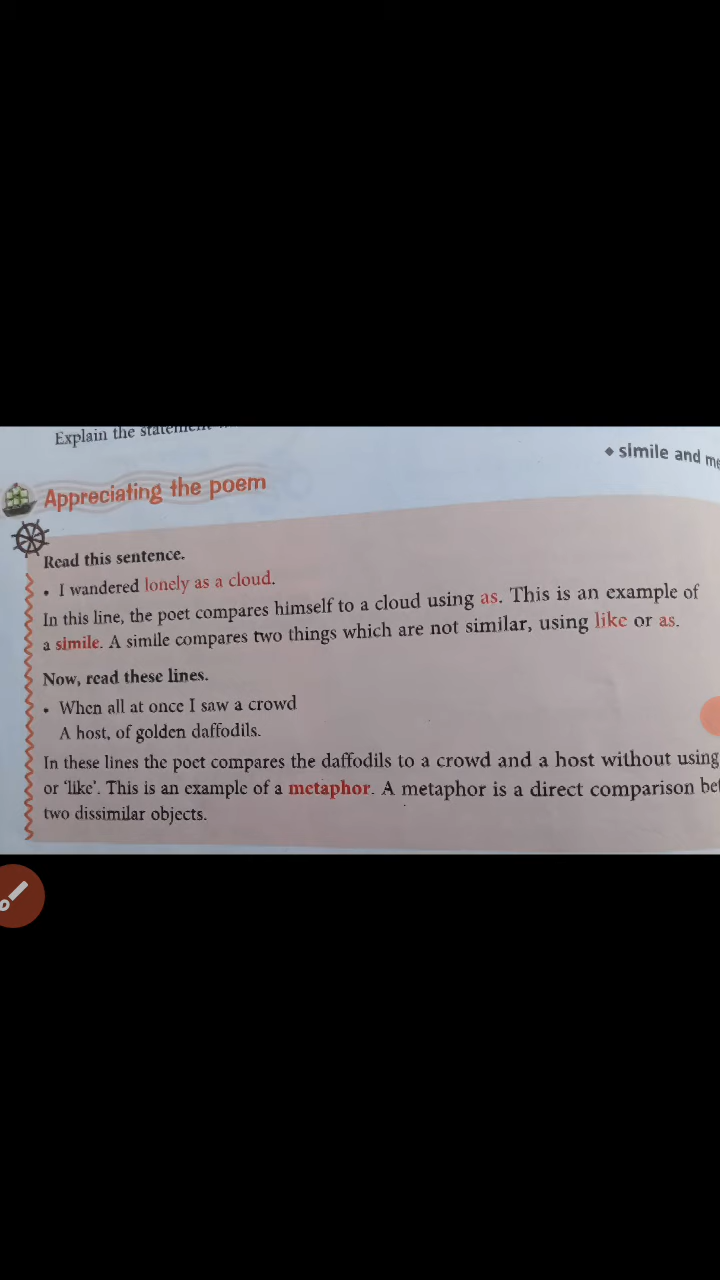 Explain the statement
◆ simile and me
Appreciating the poem
Read this sentence.
• I wandered lonely as a cloud.
In this line, the poet compares himself to a cloud using as. This is an example of
a simile. A simile compares two things which are not similar, using like or as.
Now, read these lines.
• When all at once I saw a crowd
A host, of golden daffodils.
In these lines the poet compares the daffodils to a crowd and a host without using
or ‘like’. This is an example of a metaphor. A metaphor is a direct comparison be
two dissimilar objects.